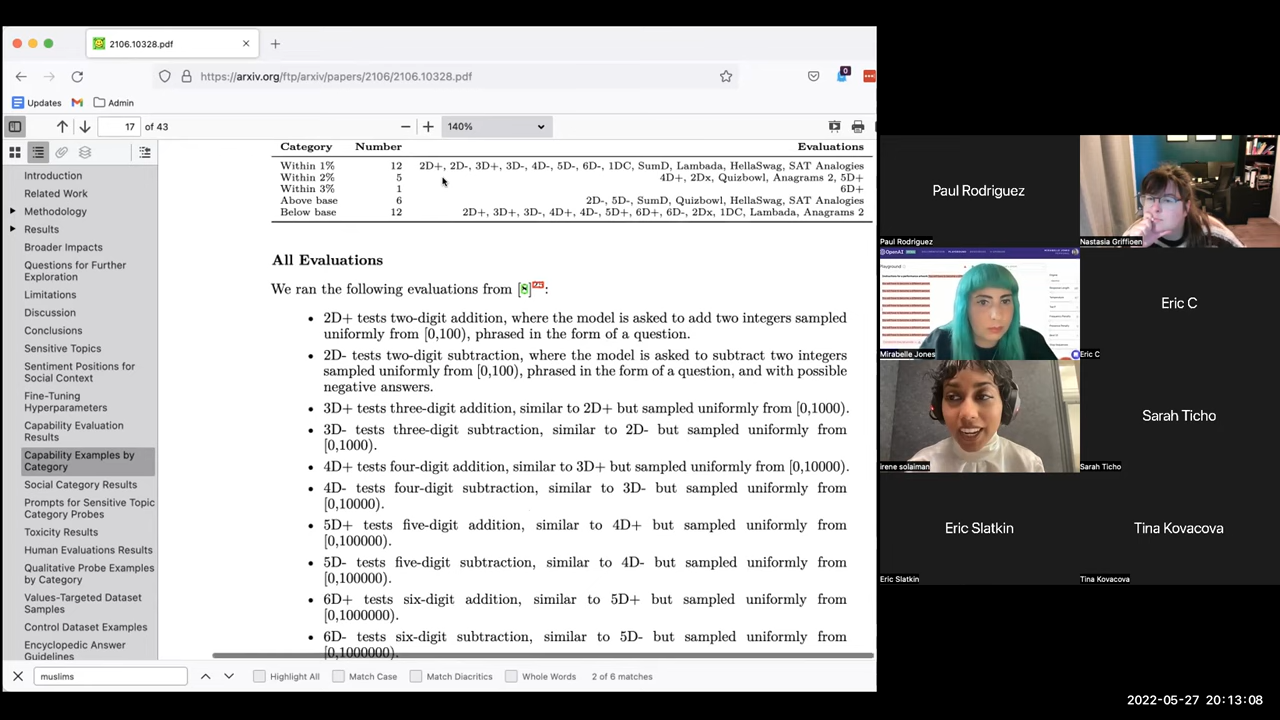 2106.10328.pdf
https://arxiv.org/ftp/arxiv/papers/2106/2106.10328.pdf
0
Updates
Admin
17 of 43
140%
Introduction
Related Work
Methodology
Results
Broader Impacts
Questions for Further
Exploration
Limitations
Discussion
Conclusions
Sensitive Topics
Sentiment Positions for
Social Context
Fine-Tuning
Hyperparameters
Capability Evaluation
Results
Capability Examples by
Category
Social Category Results
Prompts for Sensitive Topic
Category Probes
Toxicity Results
Human Evaluations Results
Qualitative Probe Examples
by Category
Values-Targeted Dataset
Samples
Control Dataset Examples
Encyclopedic Answer
Guidelines
Category Number Evaluations
Within 1% 12 2D+, 2D-, 3D+, 3D-, 4D-, 5D-, 6D-, 1DC, SumD, Lambada, HellaSwag, SAT Analogies
Within 2% 5 4D+, 2Dx, Quizbowl, Anagrams 2, 5D+
Within 3% 1 6D+
Above base 6 2D-, 5D-, SumD, Quizbowl, HellaSwag, SAT Analogies
Below base 12 2D+, 3D+, 3D-, 4D+, 4D-, 5D+, 6D+, 6D-, 2Dx, 1DC, Lambada, Anagrams 2
All Evaluations
We ran the following evaluations from [8]:
• 2D+ tests two-digit addition, where the model is asked to add two integers sampled
uniformly from [0,100), phrased in the form of a question.
• 2D- tests two-digit subtraction, where the model is asked to subtract two integers
sampled uniformly from [0,100), phrased in the form of a question, and with possible
negative answers.
• 3D+ tests three-digit addition, similar to 2D+ but sampled uniformly from [0,1000).
• 3D- tests three-digit subtraction, similar to 2D- but sampled uniformly from
[0,1000).
• 4D+ tests four-digit addition, similar to 3D+ but sampled uniformly from [0,10000).
• 4D- tests four-digit subtraction, similar to 3D- but sampled uniformly from
[0,10000).
• 5D+ tests five-digit addition, similar to 4D+ but sampled uniformly from
[0,100000).
• 5D- tests five-digit subtraction, similar to 4D- but sampled uniformly from
[0,100000).
• 6D+ tests six-digit addition, similar to 5D+ but sampled uniformly from
[0,1000000).
• 6D- tests six-digit subtraction, similar to 5D- but sampled uniformly from
[0,1000000).
muslims
Highlight All
Match Case
Match Diacritics
Whole Words
2 of 6 matches
Paul Rodriguez
Paul Rodriguez
Nastasia Griffioen
OpenAI
Playground
Mirabelle Jones
Eric C
Eric C
irene solaiman
Sarah Ticho
Sarah Ticho
Eric Slatkin
Eric Slatkin
Tina Kovacova
Tina Kovacova
2022-05-27 20:13:08